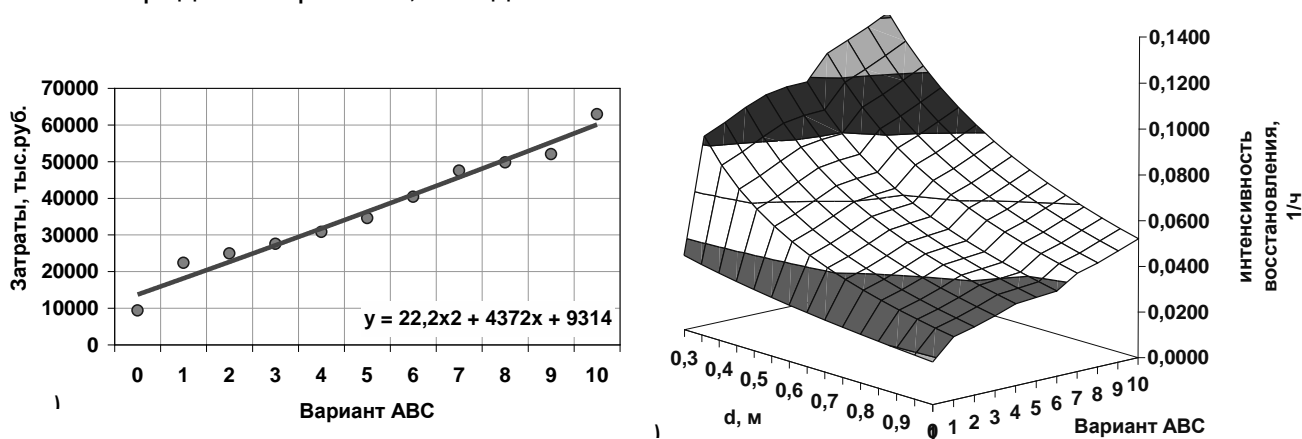 70000
60000
50000
40000
30000
20000
10000
0
Затраты, тыс.руб.
y = 22,2x2 + 4372x + 9314
0 1 2 3 4 5 6 7 8 9 10
Вариант АВС
)
0,1400
0,1200
0,1000
0,0800
0,0600
0,0400
0,0200
0,0000
интенсивность
восстановления,
1/ч
0,3 0,4 0,5 0,6 0,7 0,8 0,9
d, м
0 1 2 3 4 5 6 7 8 9 10
Вариант АВС
)